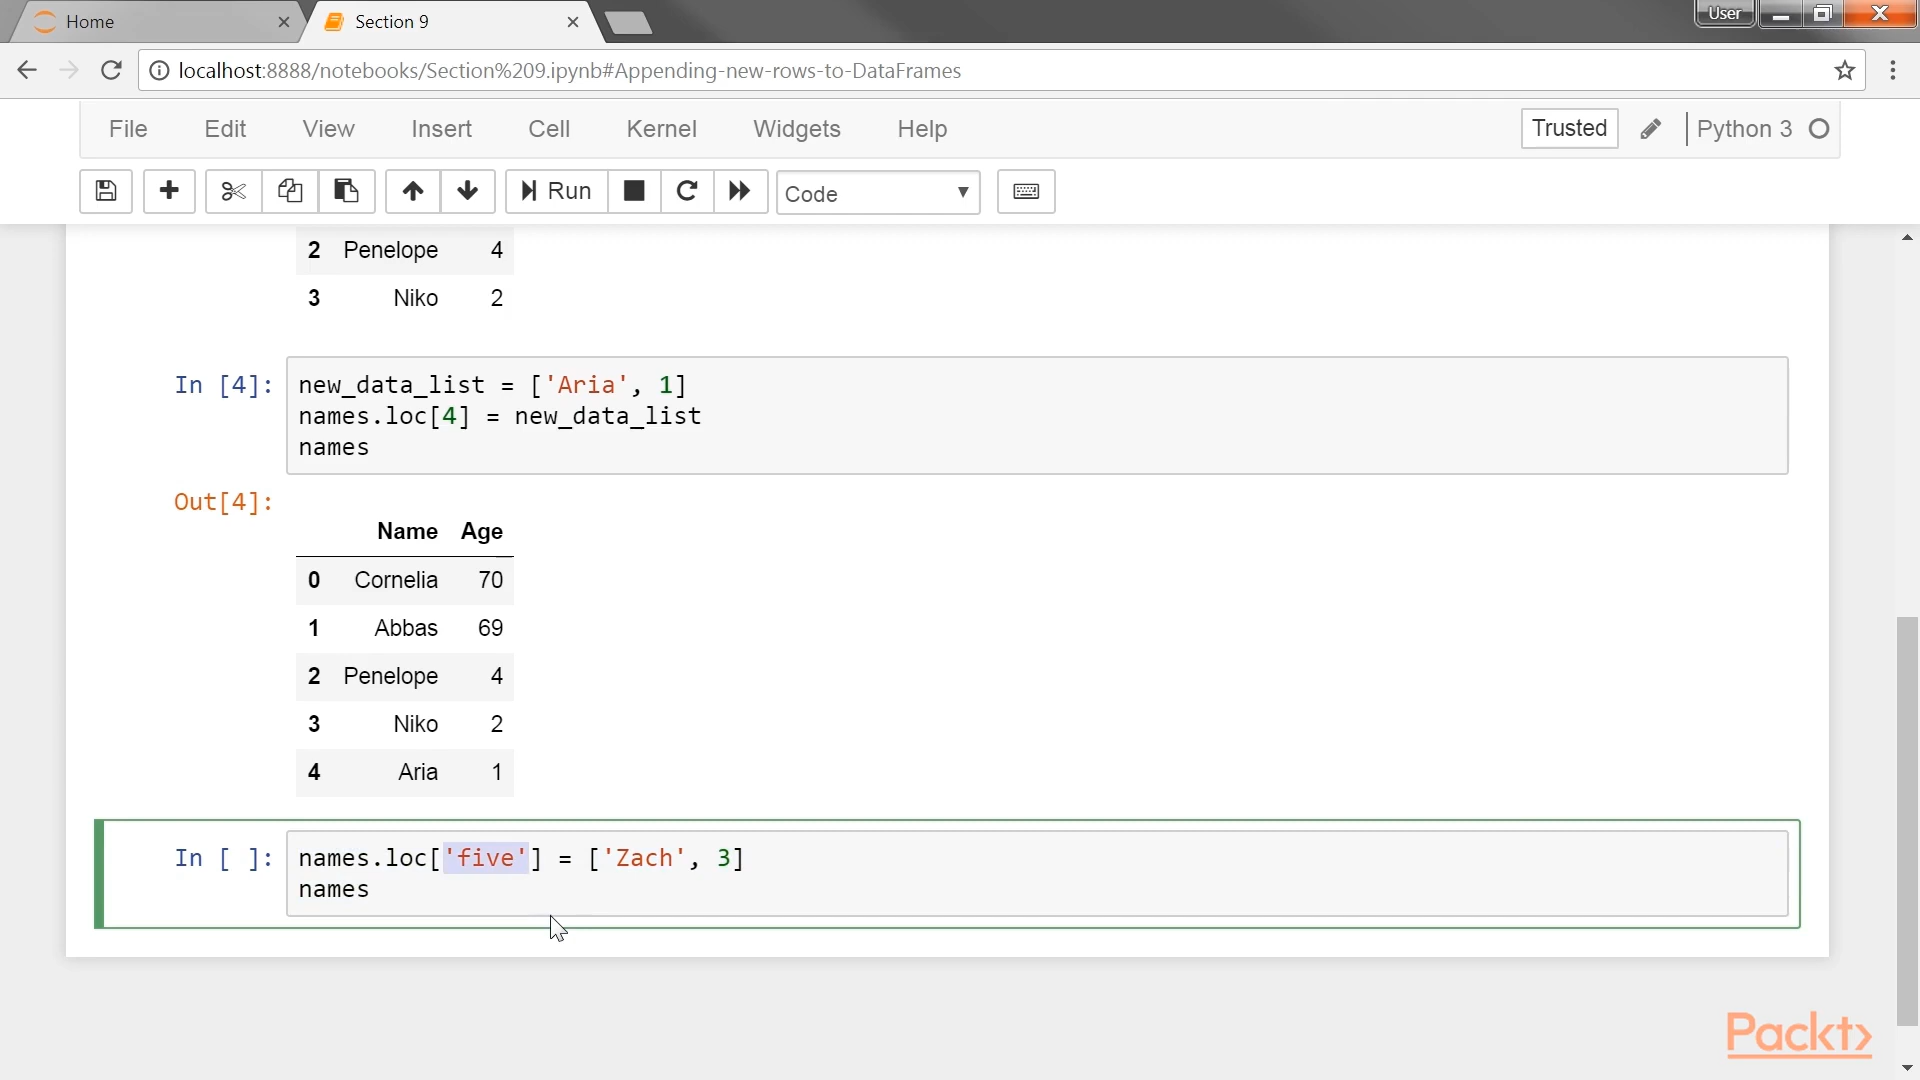 Home
Section 9
User
localhost:8888/notebooks/Section%209.ipynb#Appending-new-rows-to-DataFrames
File Edit View Insert Cell Kernel Widgets Help Trusted Python 3
Run Code
2 Penelope 4
3 Niko 2
In [4]: new_data_list = ['Aria', 1]
names.loc[4] = new_data_list
names
Out[4]:
Name Age
0 Cornelia 70
1 Abbas 69
2 Penelope 4
3 Niko 2
4 Aria 1
In [ ]: names.loc['five'] = ['Zach', 3]
names
Packt>